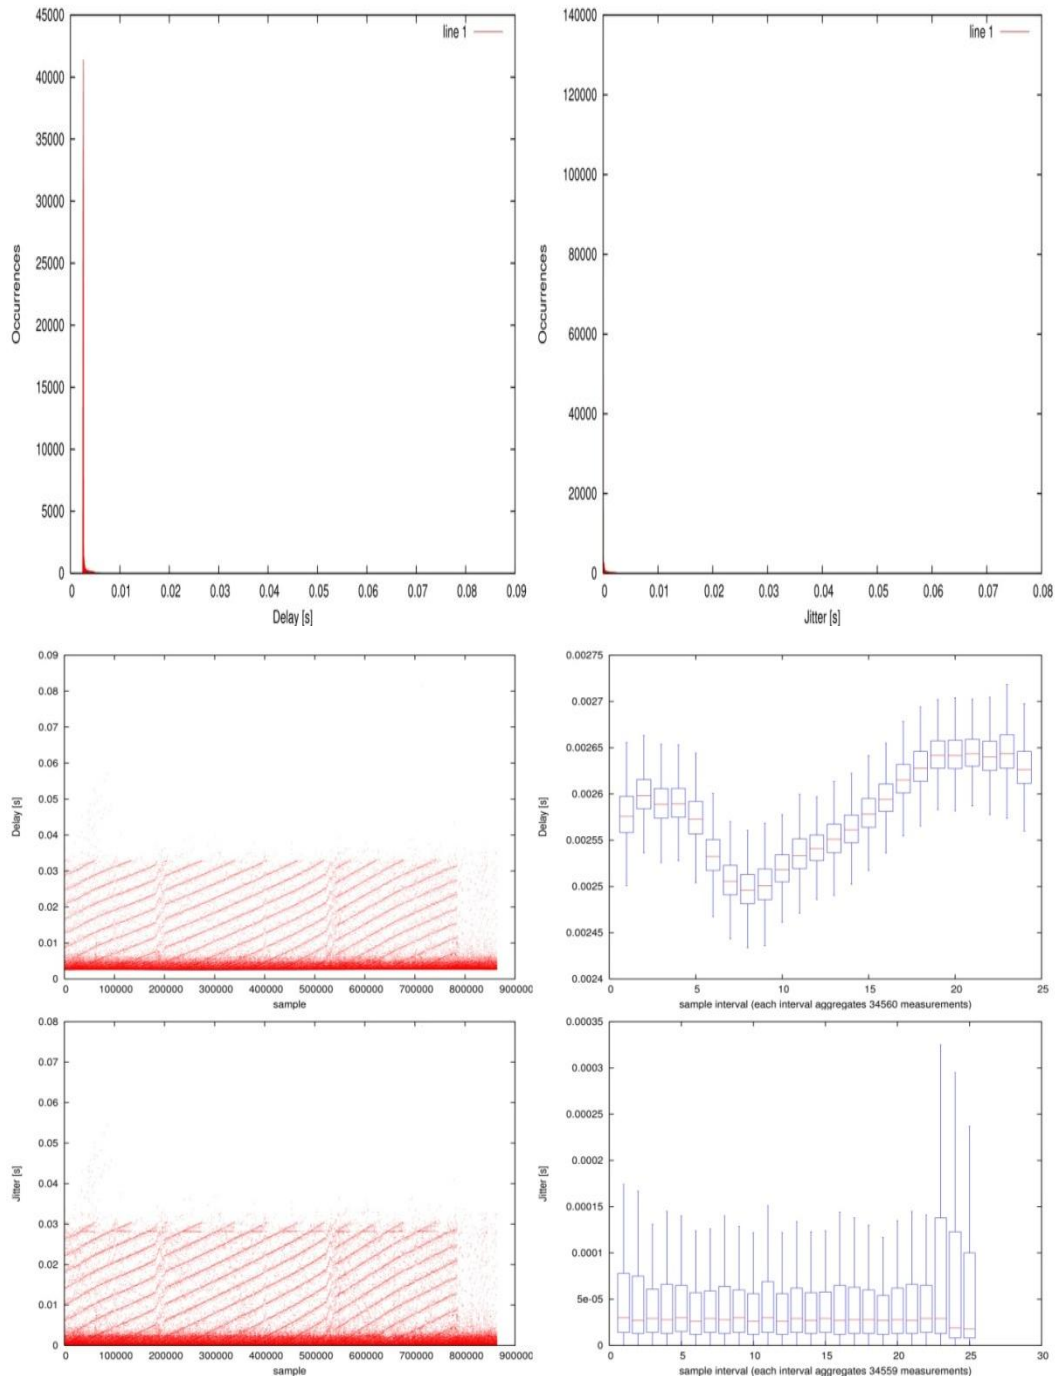 45000
40000
35000
30000
25000
20000
15000
10000
5000
0
Occurrences
line 1
0 0.01 0.02 0.03 0.04 0.05 0.06 0.07 0.08 0.09
Delay [s]
140000
120000
100000
80000
60000
40000
20000
0
Occurrences
line 1
0 0.01 0.02 0.03 0.04 0.05 0.06 0.07 0.08
Jitter [s]
0.09
0.08
0.07
0.06
0.05
0.04
0.03
0.02
0.01
0
Delay [s]
0 100000 200000 300000 400000 500000 600000 700000 800000 900000
sample
0.00275
0.0027
0.00265
0.0026
0.00255
0.0025
0.00245
0.0024
Delay [s]
0 5 10 15 20 25
sample interval (each interval aggregates 34560 measurements)
0.08
0.07
0.06
0.05
0.04
0.03
0.02
0.01
0
Jitter [s]
0 100000 200000 300000 400000 500000 600000 700000 800000 900000
sample
0.00035
0.0003
0.00025
0.0002
0.00015
0.0001
5e-05
0
Jitter [s]
0 5 10 15 20 25 30
sample interval (each interval aggregates 34559 measurements)